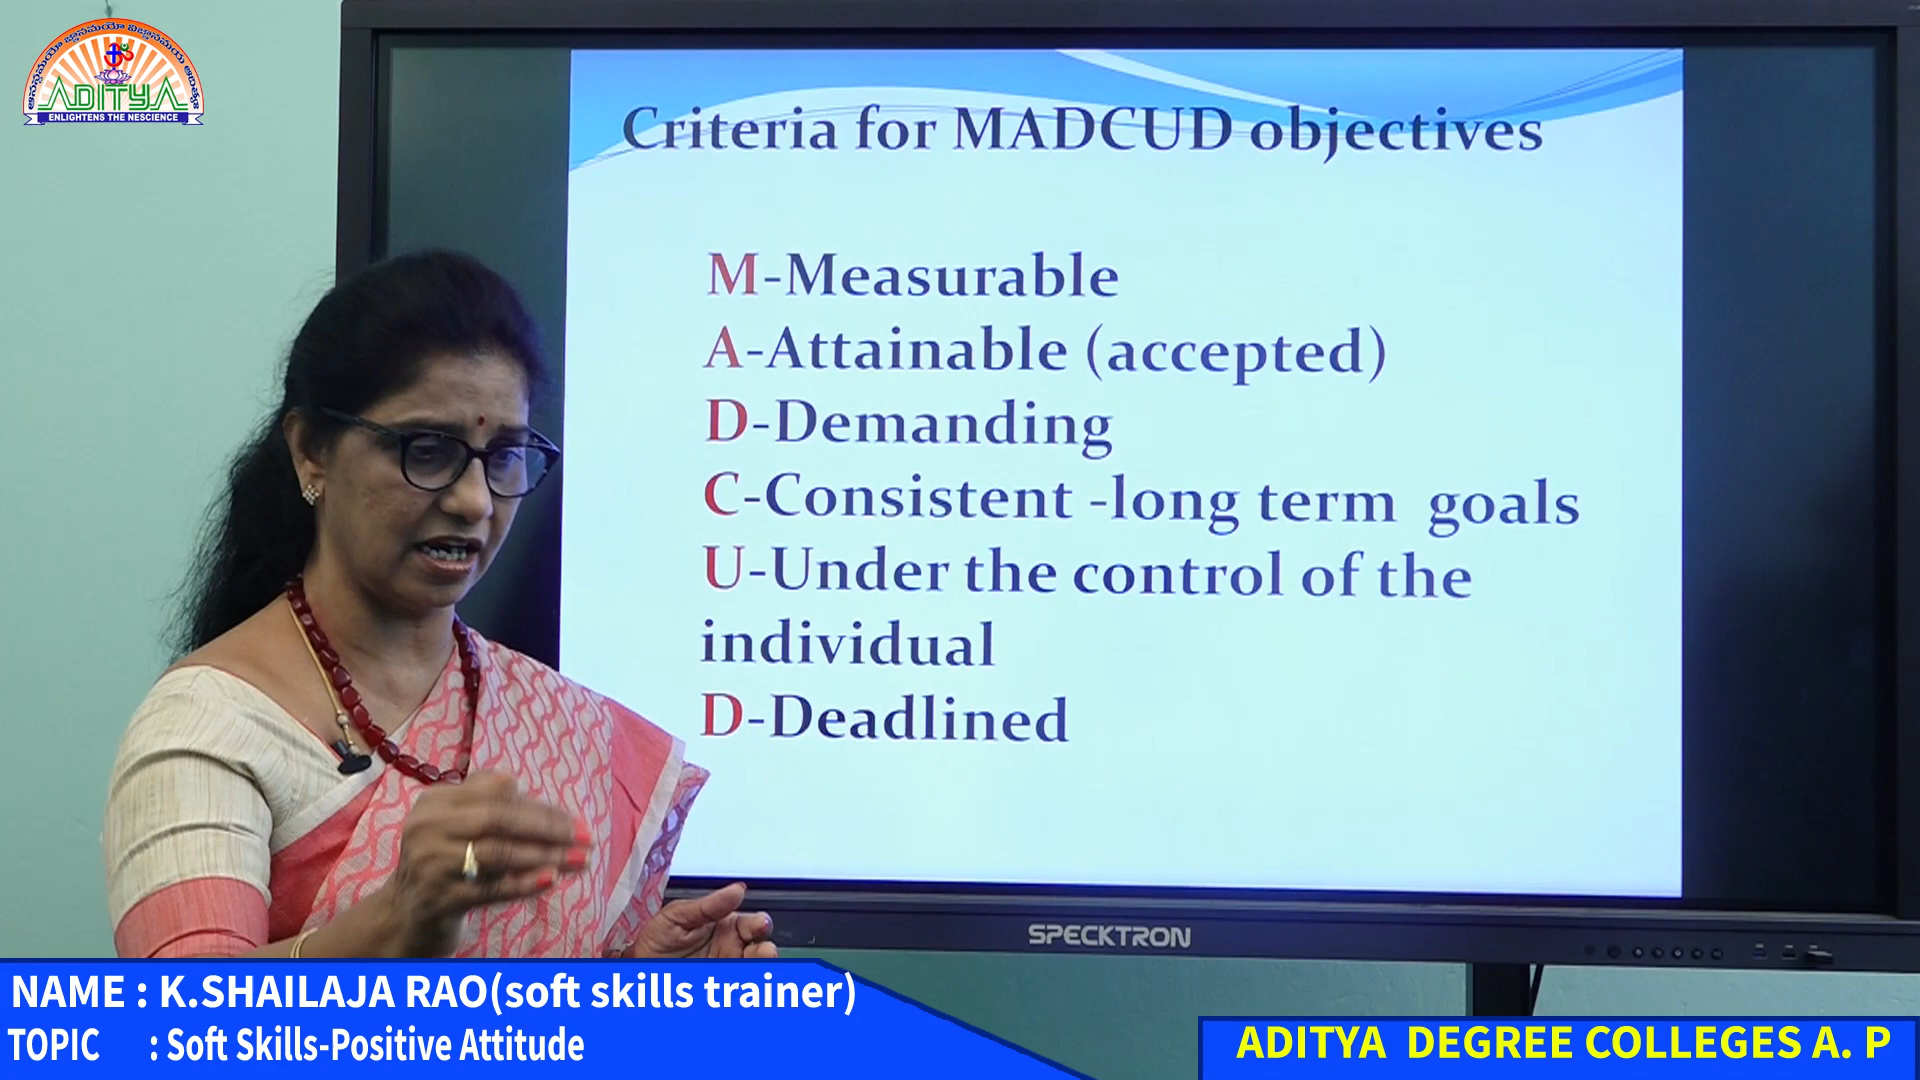 ADITYA
ENLIGHTENS THE NESCIENCE
Criteria for MADCUD objectives
M-Measurable
A-Attainable (accepted)
D-Demanding
C-Consistent -long term goals
U-Under the control of the
individual
D-Deadlined
SPECKTRON
NAME : K.SHAILAJA RAO(soft skills trainer)
TOPIC : Soft Skills-Positive Attitude
ADITYA DEGREE COLLEGES A. P